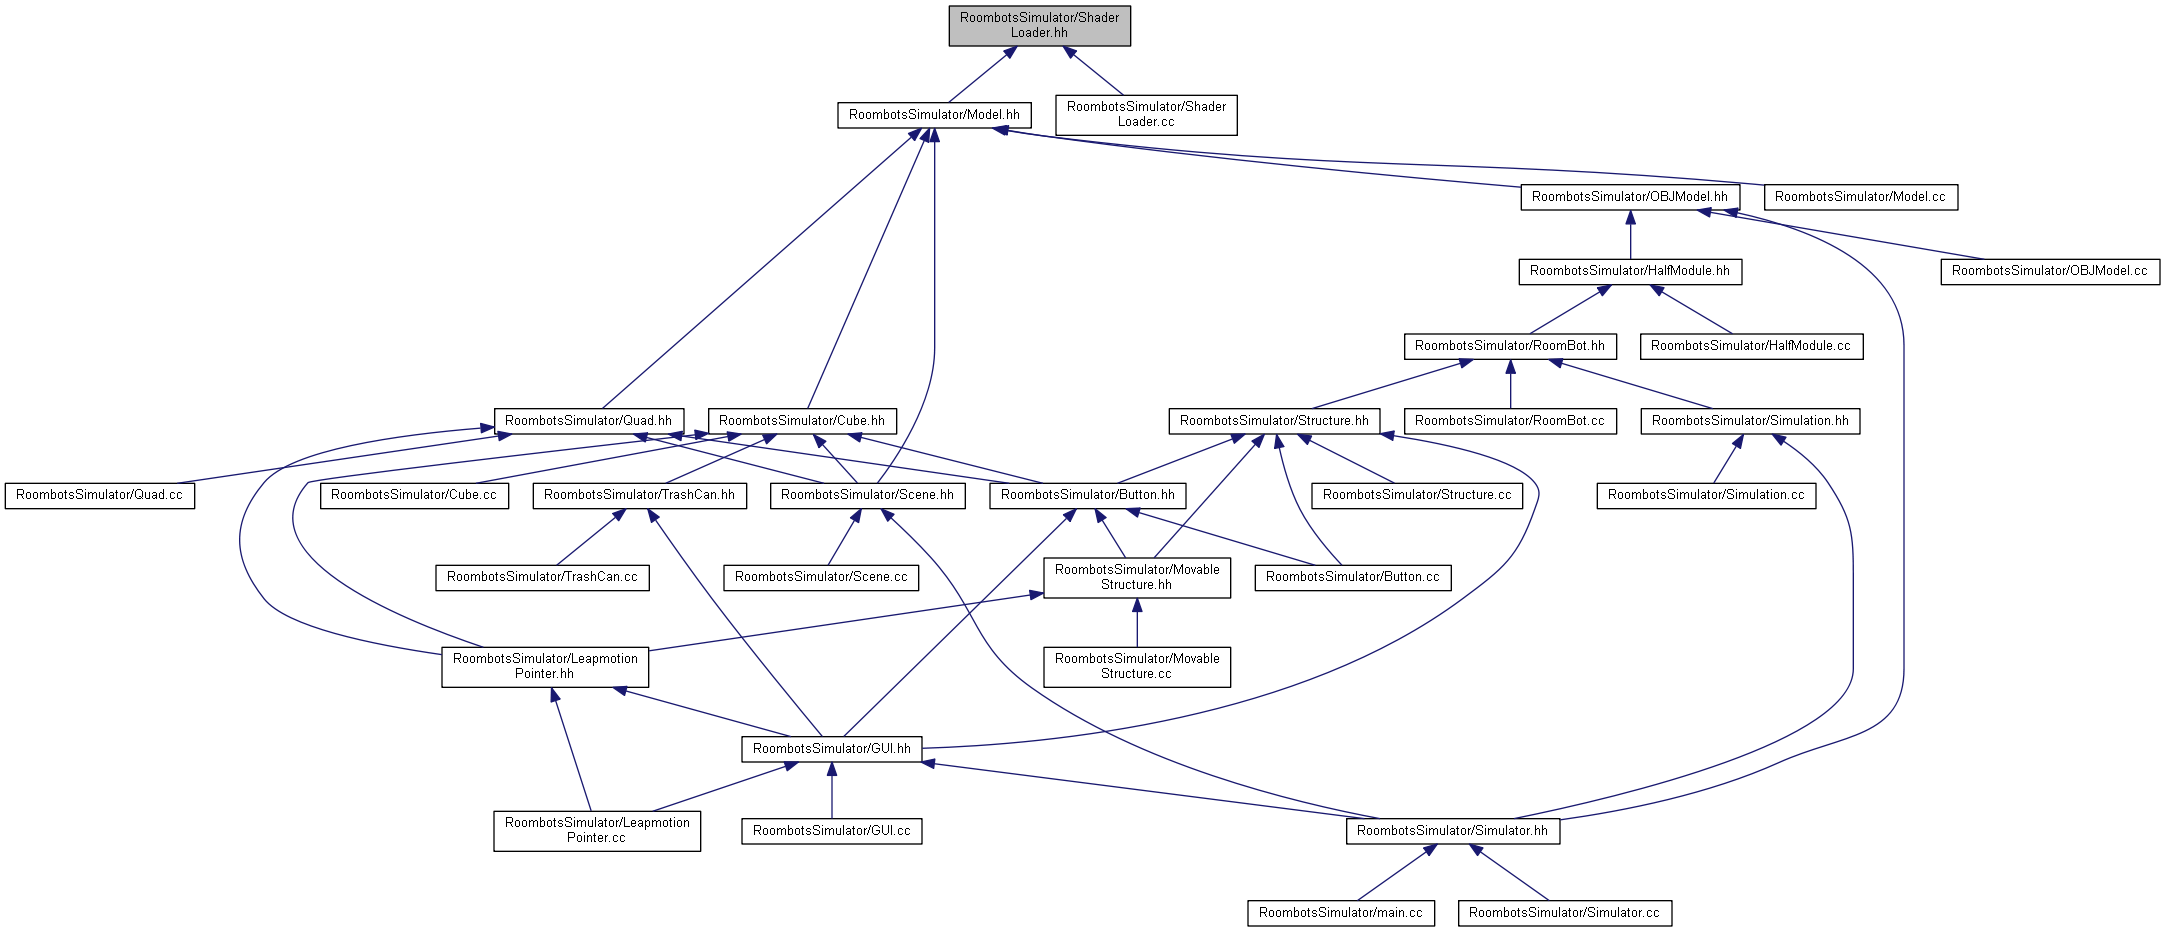 RoombotsSimulator/Shader
Loader.hh
RoombotsSimulator/Model.hh
RoombotsSimulator/Shader
Loader.cc
RoombotsSimulator/OBJModel.hh
RoombotsSimulator/Model.cc
RoombotsSimulator/HalfModule.hh
RoombotsSimulator/OBJModel.cc
RoombotsSimulator/RoomBot.hh
RoombotsSimulator/HalfModule.cc
RoombotsSimulator/Quad.hh
RoombotsSimulator/Cube.hh
RoombotsSimulator/Structure.hh
RoombotsSimulator/RoomBot.cc
RoombotsSimulator/Simulation.hh
RoombotsSimulator/Quad.cc
RoombotsSimulator/Cube.cc
RoombotsSimulator/TrashCan.hh
RoombotsSimulator/Scene.hh
RoombotsSimulator/Button.hh
RoombotsSimulator/Structure.cc
RoombotsSimulator/Simulation.cc
RoombotsSimulator/TrashCan.cc
RoombotsSimulator/Scene.cc
RoombotsSimulator/Movable
Structure.hh
RoombotsSimulator/Button.cc
RoombotsSimulator/Leapmotion
Pointer.hh
RoombotsSimulator/Movable
Structure.cc
RoombotsSimulator/GUI.hh
RoombotsSimulator/Leapmotion
Pointer.cc
RoombotsSimulator/GUI.cc
RoombotsSimulator/Simulator.hh
RoombotsSimulator/main.cc
RoombotsSimulator/Simulator.cc